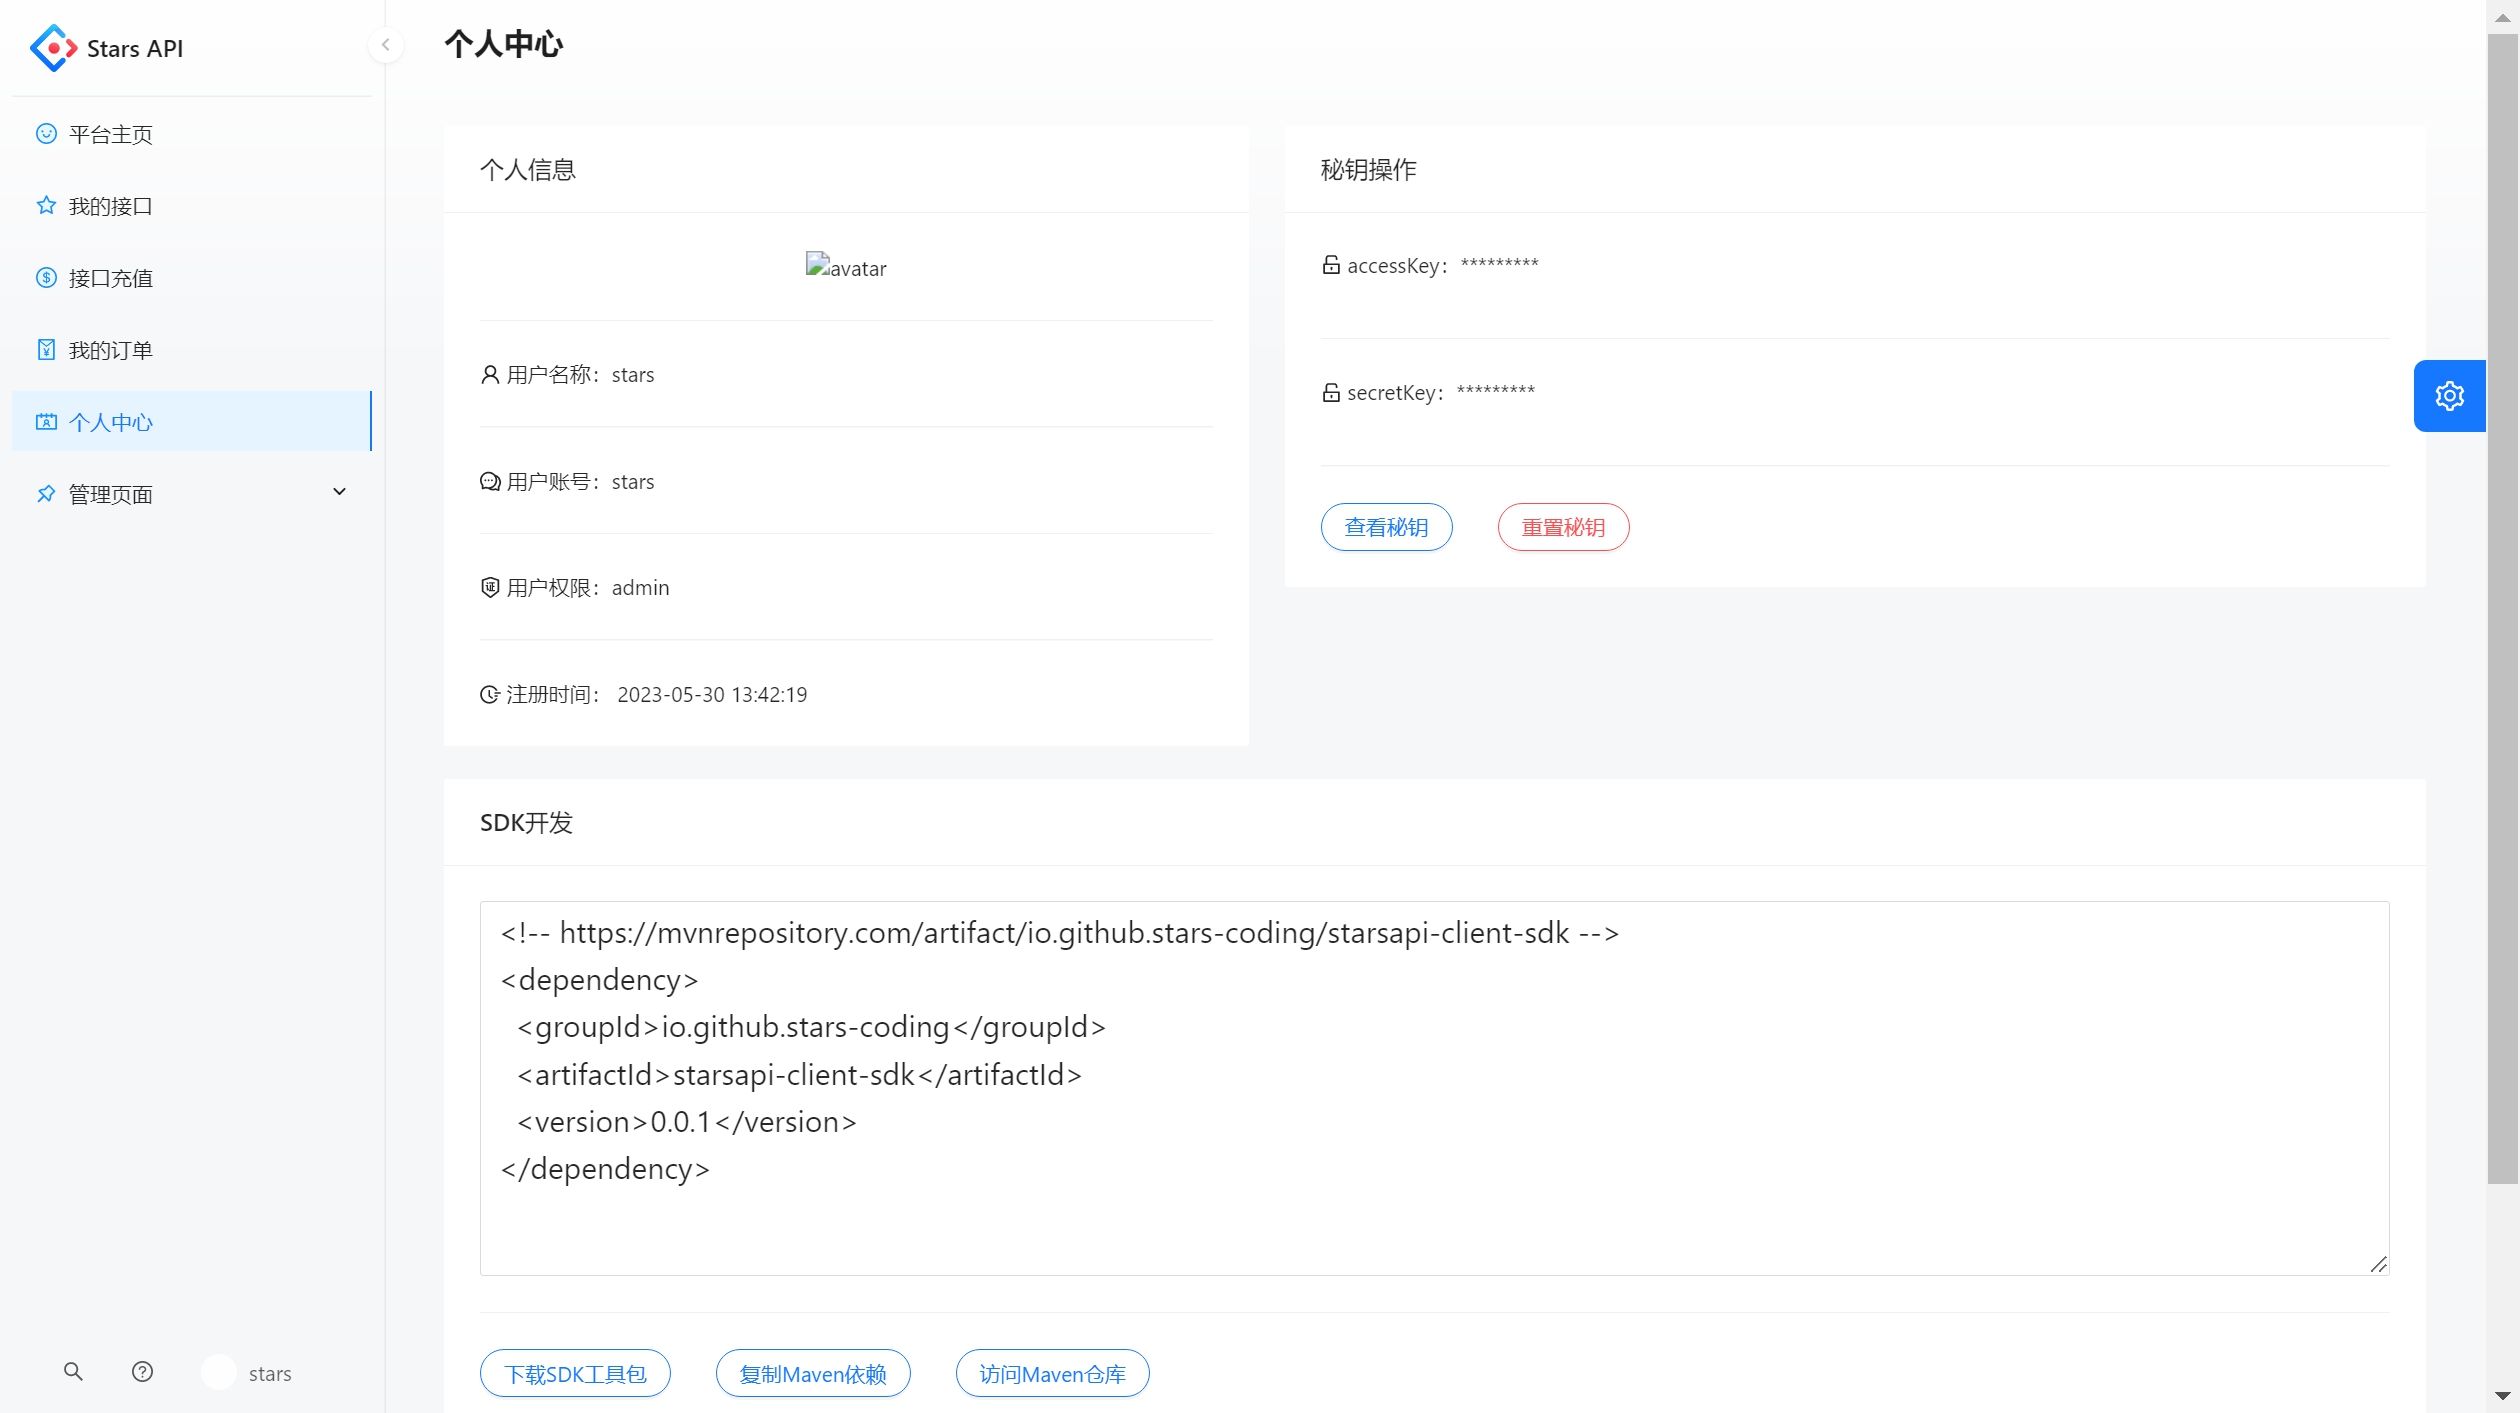 Stars API
平台主页
我的接口
接口充值
我的订单
个人中心
管理页面
stars
个人中心
个人信息
avatar
用户名称：stars
用户账号：stars
用户权限：admin
注册时间： 2023-05-30 13:42:19
秘钥操作
accessKey：*********
secretKey：*********
查看秘钥
重置秘钥
SDK开发
<!-- https://mvnrepository.com/artifact/io.github.stars-coding/starsapi-client-sdk -->
<dependency>
  <groupId>io.github.stars-coding</groupId>
  <artifactId>starsapi-client-sdk</artifactId>
  <version>0.0.1</version>
</dependency>
下载SDK工具包
复制Maven依赖
访问Maven仓库